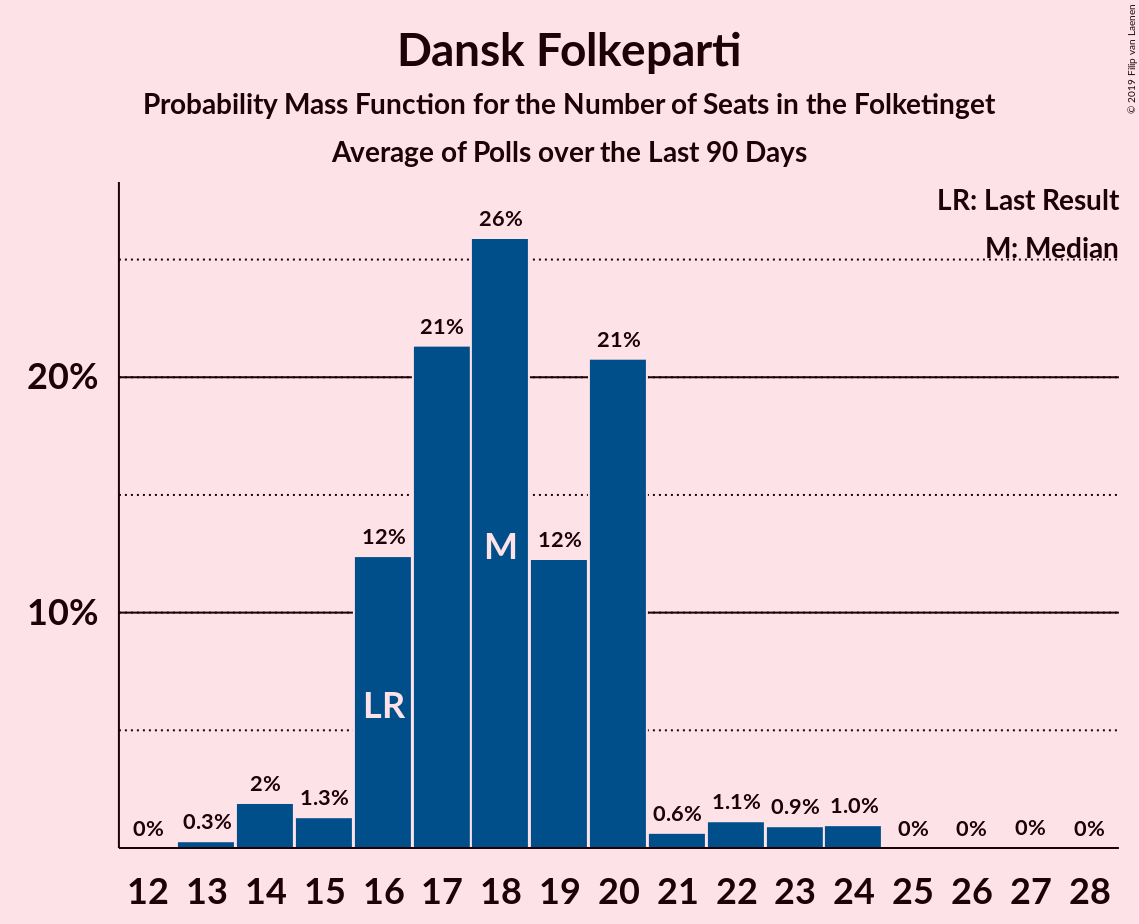 Dansk Folkeparti
Probability Mass Function for the Number of Seats in the Folketinget
Average of Polls over the Last 90 Days
© 2019 Filip van Laenen
LR: Last Result
M: Median
26%
21%
21%
20%
12%
12%
M
10%
LR
2%
1.3%
0%
0.3%
0.6%
1.1%
0.9%
1.0%
0%
0%
0%
0%
12 13 14 15 16 17 18 19 20 21 22 23 24 25 26 27 28